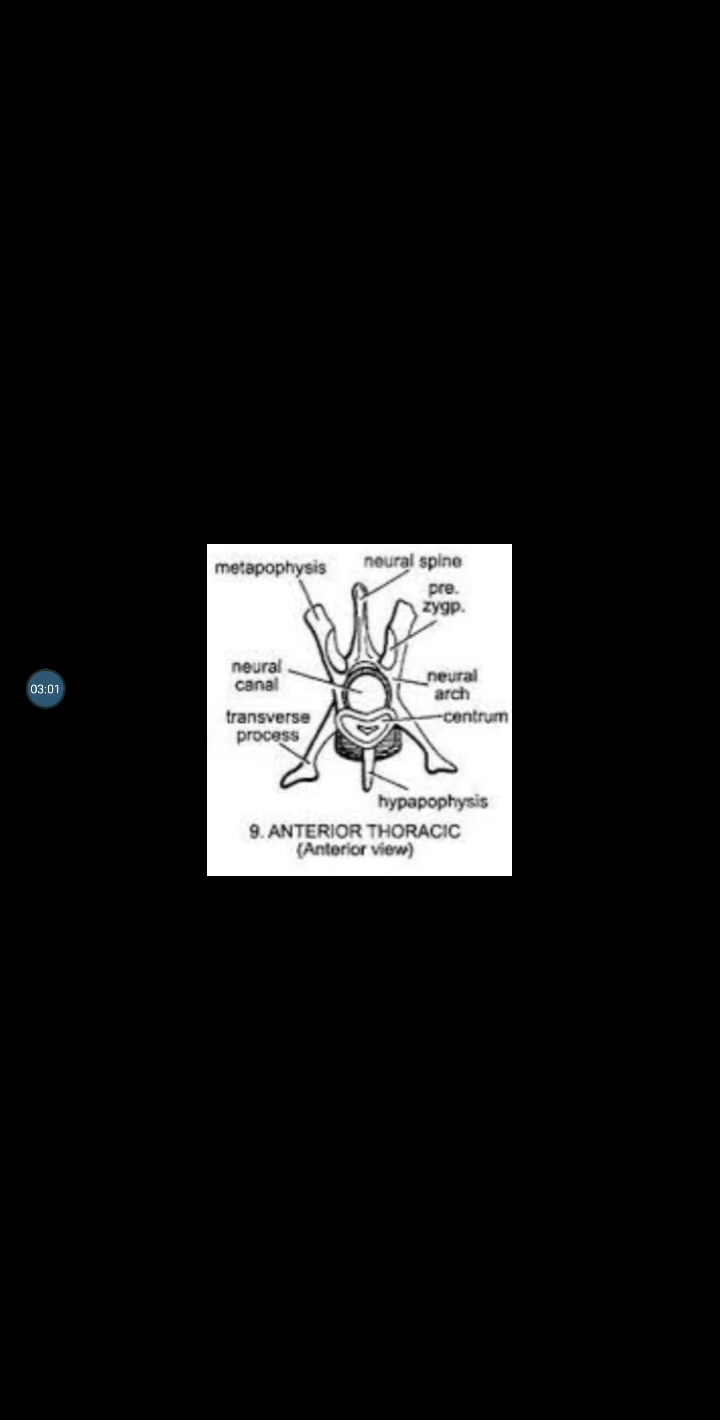 metapophysis
neural spine
pre.
zygp.
neural
canal
neural
arch
transverse
process
centrum
hypapophysis
9. ANTERIOR THORACIC
(Anterior view)
03:01